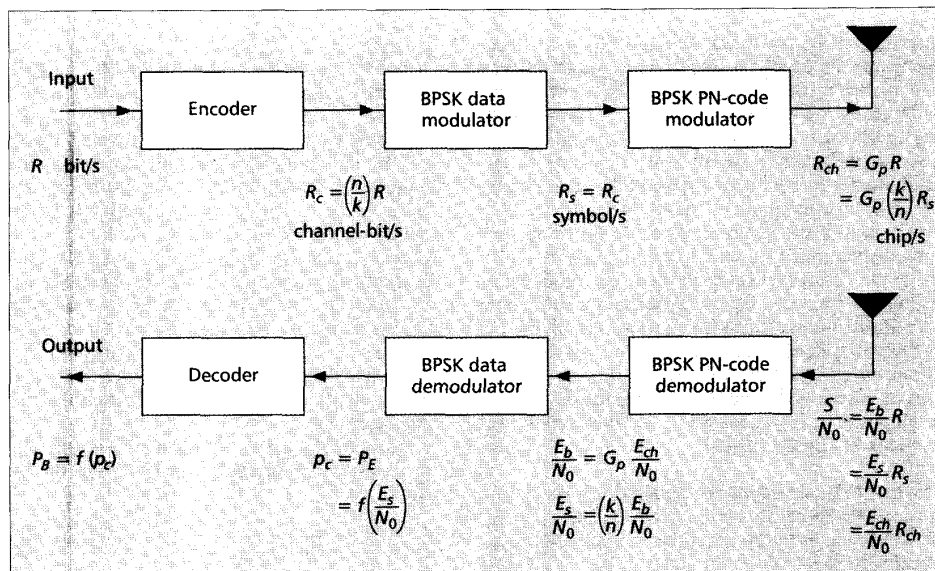 Input
Encoder
BPSK data
modulator
BPSK PN-code
modulator
R bit/s
R_c = (n/k) R
channel-bit/s
R_s = R_c
symbol/s
R_ch = G_p R
= G_p (k/n) R_s
chip/s
Output
Decoder
BPSK data
demodulator
BPSK PN-code
demodulator
P_B = f (p_c)
p_c = P_E
= f(E_s/N_0)
E_b/N_0 = G_p E_ch/N_0
E_s/N_0 = (k/n) E_b/N_0
S/N_0 = E_b/N_0 R
= E_s/N_0 R_s
= E_ch/N_0 R_ch